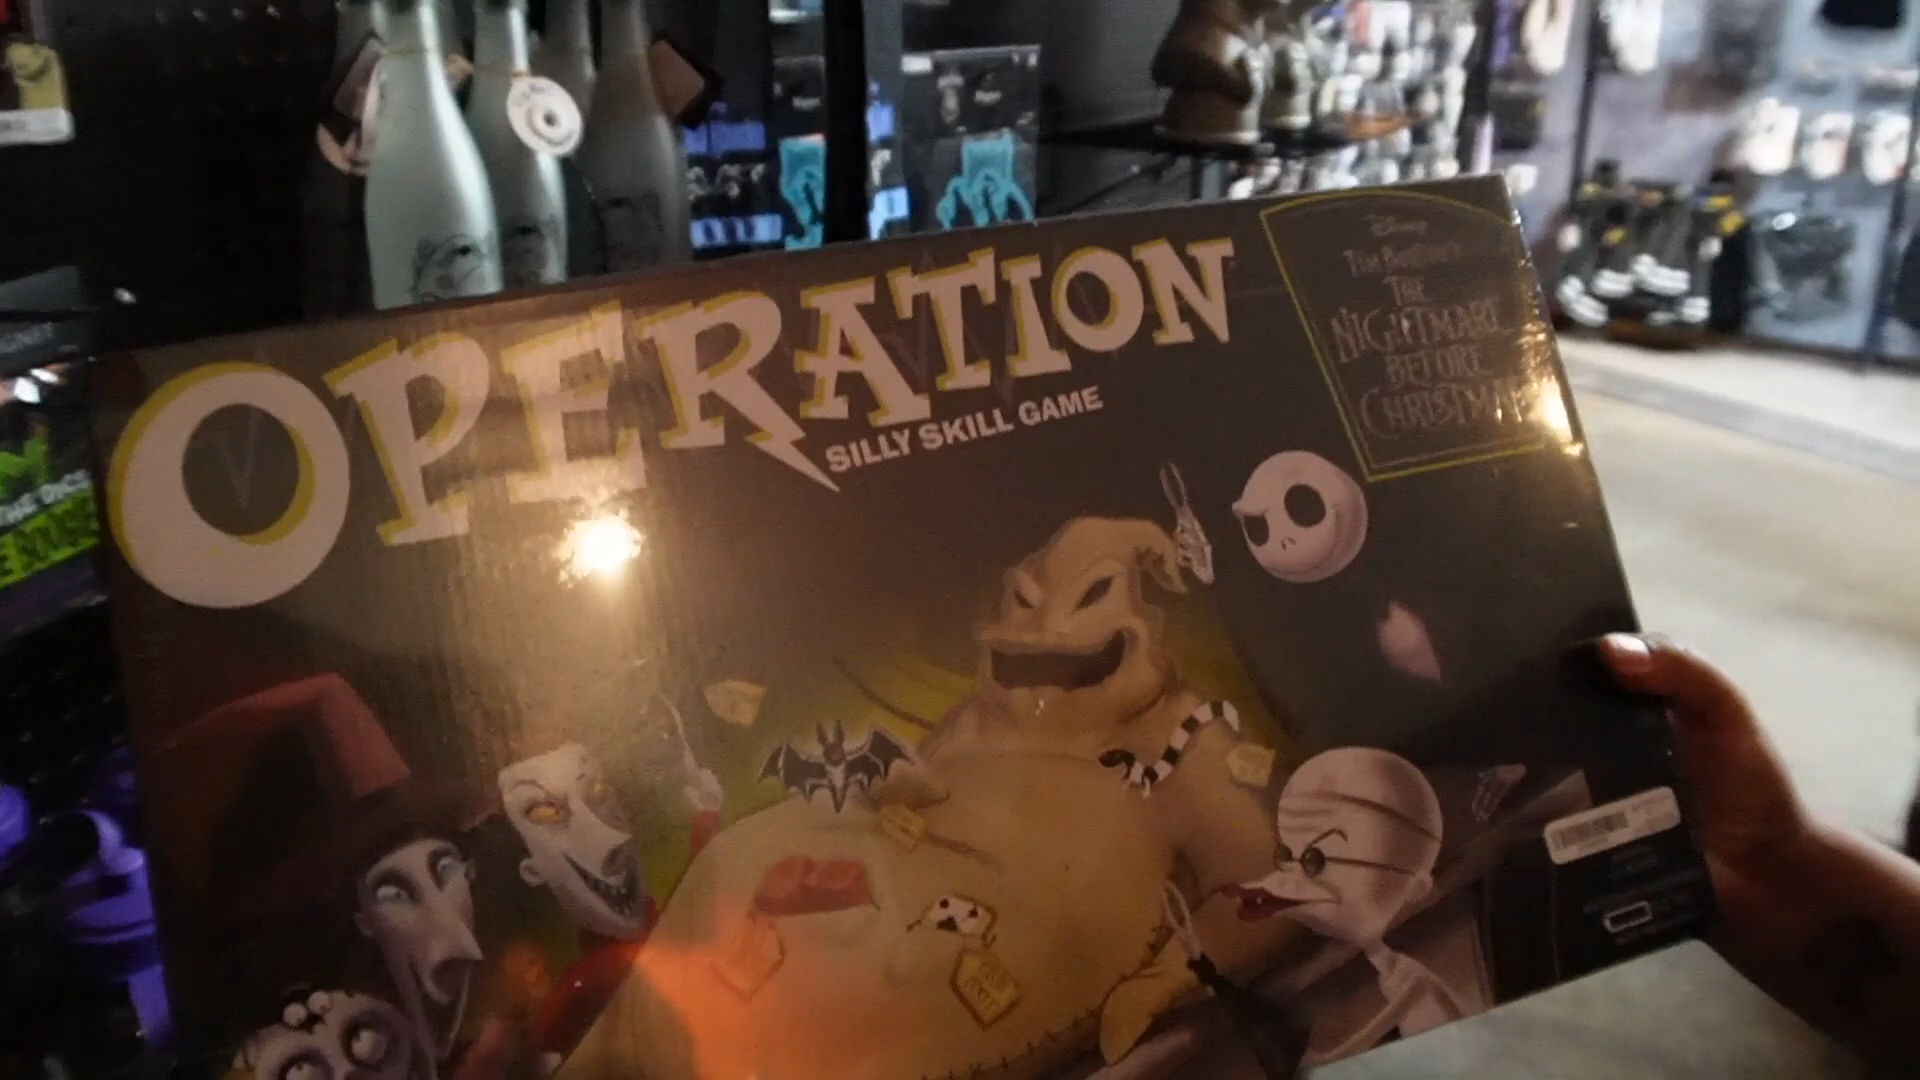 OPERATION
SILLY SKILL GAME
Disney
Tim Burton's
THE
NIGHTMARE
BEFORE
CHRISTMAS